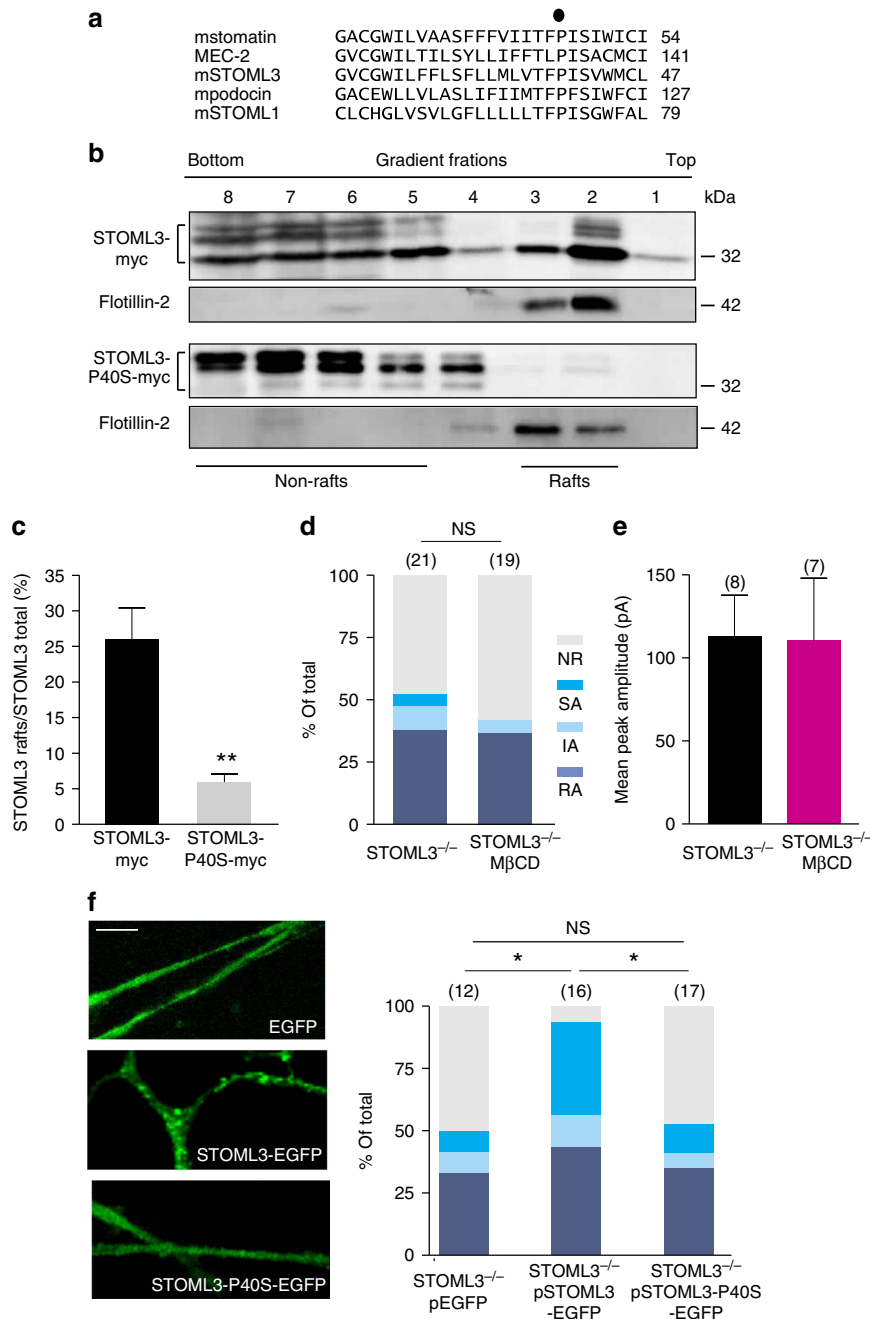 a
mstomatin GACGWILVAASFFFVIITFPISIWICI 54
MEC-2 GVCGWILTILSYLLIFFTLPISACMCI 141
mSTOML3 GVCGWILFFLSFLLMLVTFPISVWMCL 47
mpodocin GACEWLLVLASLIFIIMTFPFSIWFCI 127
mSTOML1 CLCHGLVSVLGFLLLLLTFPISGWFAL 79
b
Bottom Gradient frations Top
8 7 6 5 4 3 2 1 kDa
STOML3-
myc
32
Flotillin-2
42
STOML3-
P40S-myc
32
Flotillin-2
42
Non-rafts Rafts
c
STOML3 rafts/STOML3 total (%)
35
30
25
20
15
10
5
0
**
STOML3-
myc
STOML3-
P40S-myc
d
NS
(21) (19)
% Of total
100
75
50
25
0
NR
SA
IA
RA
STOML3–/–
STOML3–/–
MβCD
e
Mean peak amplitude (pA)
150
100
50
0
(8)
(7)
STOML3–/–
STOML3–/–
MβCD
f
EGFP
STOML3-EGFP
STOML3-P40S-EGFP
NS
* *
(12) (16) (17)
% Of total
100
75
50
25
0
STOML3–/–
pEGFP
STOML3–/–
pSTOML3
-EGFP
STOML3–/–
pSTOML3-P40S
-EGFP